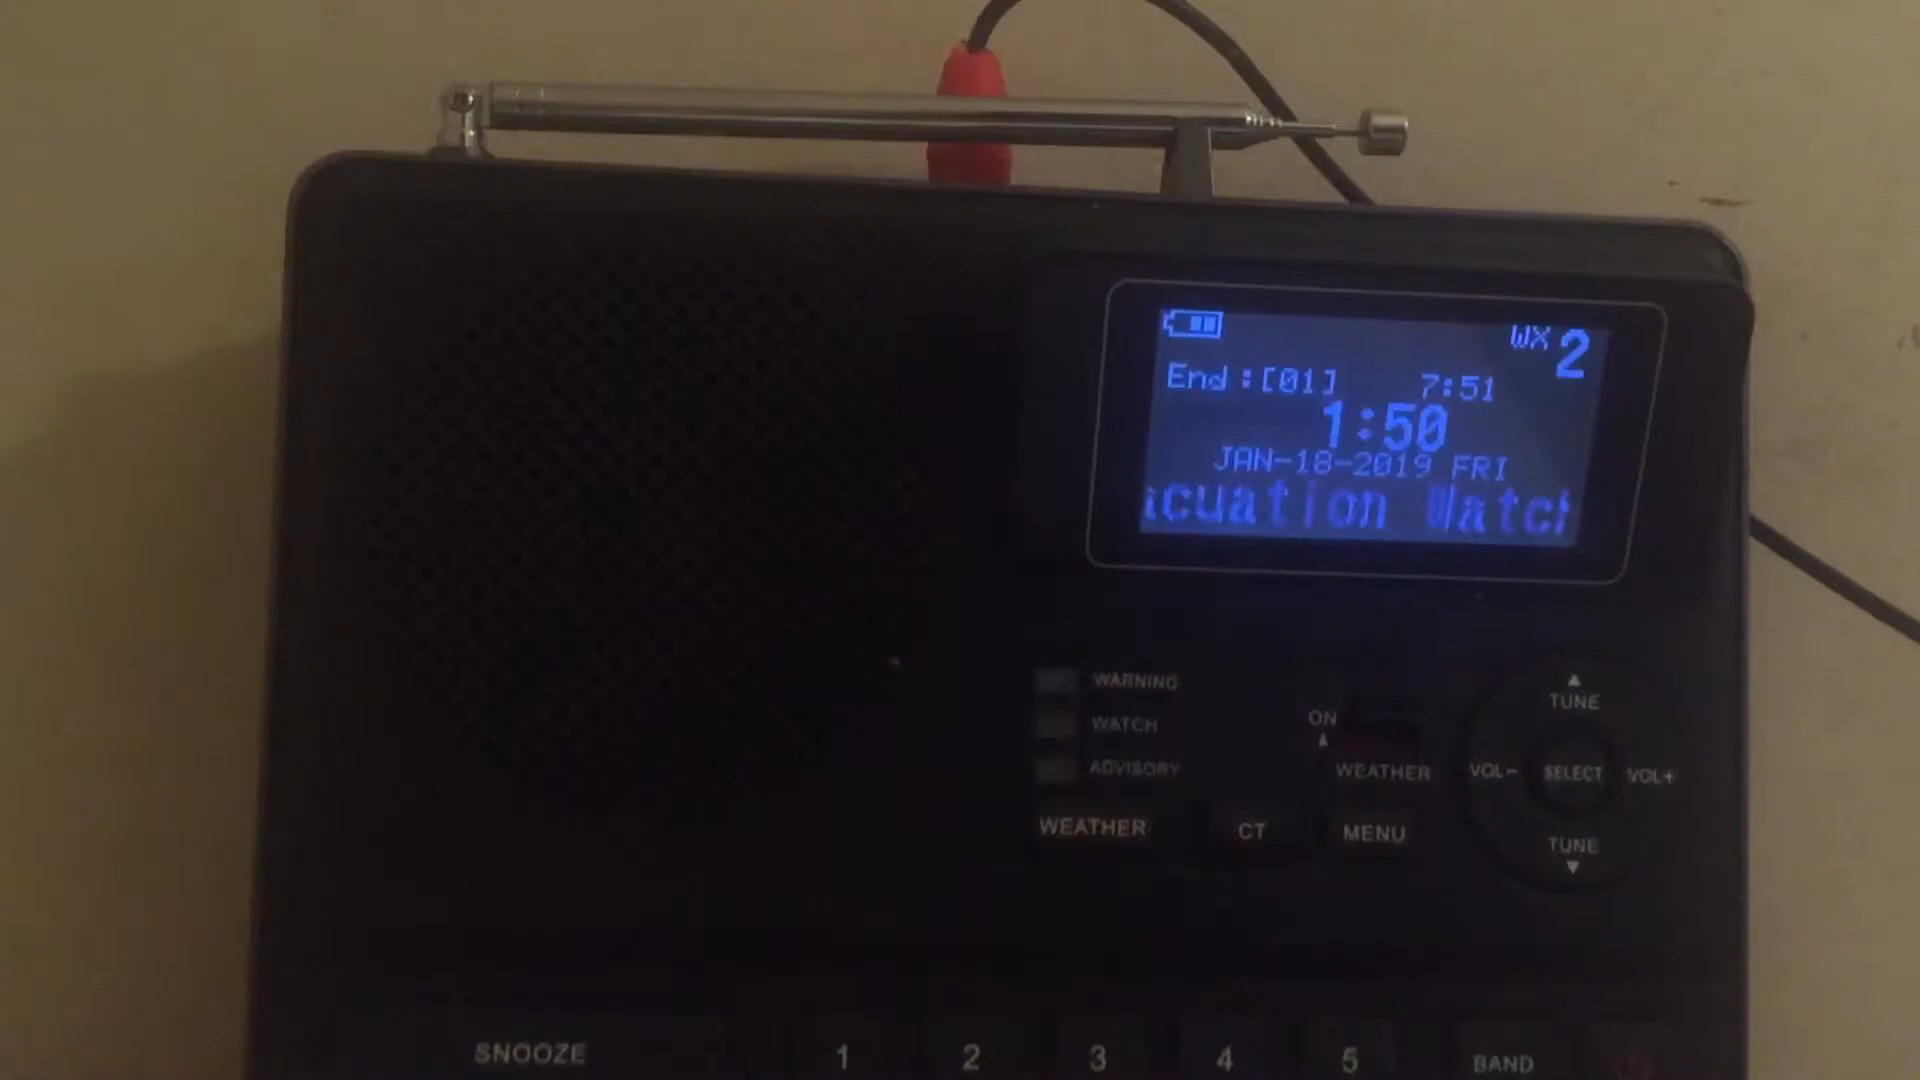 WX 2
End :[01] 7:51
1:50
JAN-18-2019 FRI
acuation Watch
WARNING
WATCH
ADVISORY
WEATHER
ON
WEATHER
CT
MENU
TUNE
VOL- SELECT VOL+
TUNE
SNOOZE 1 2 3 4 5 BAND